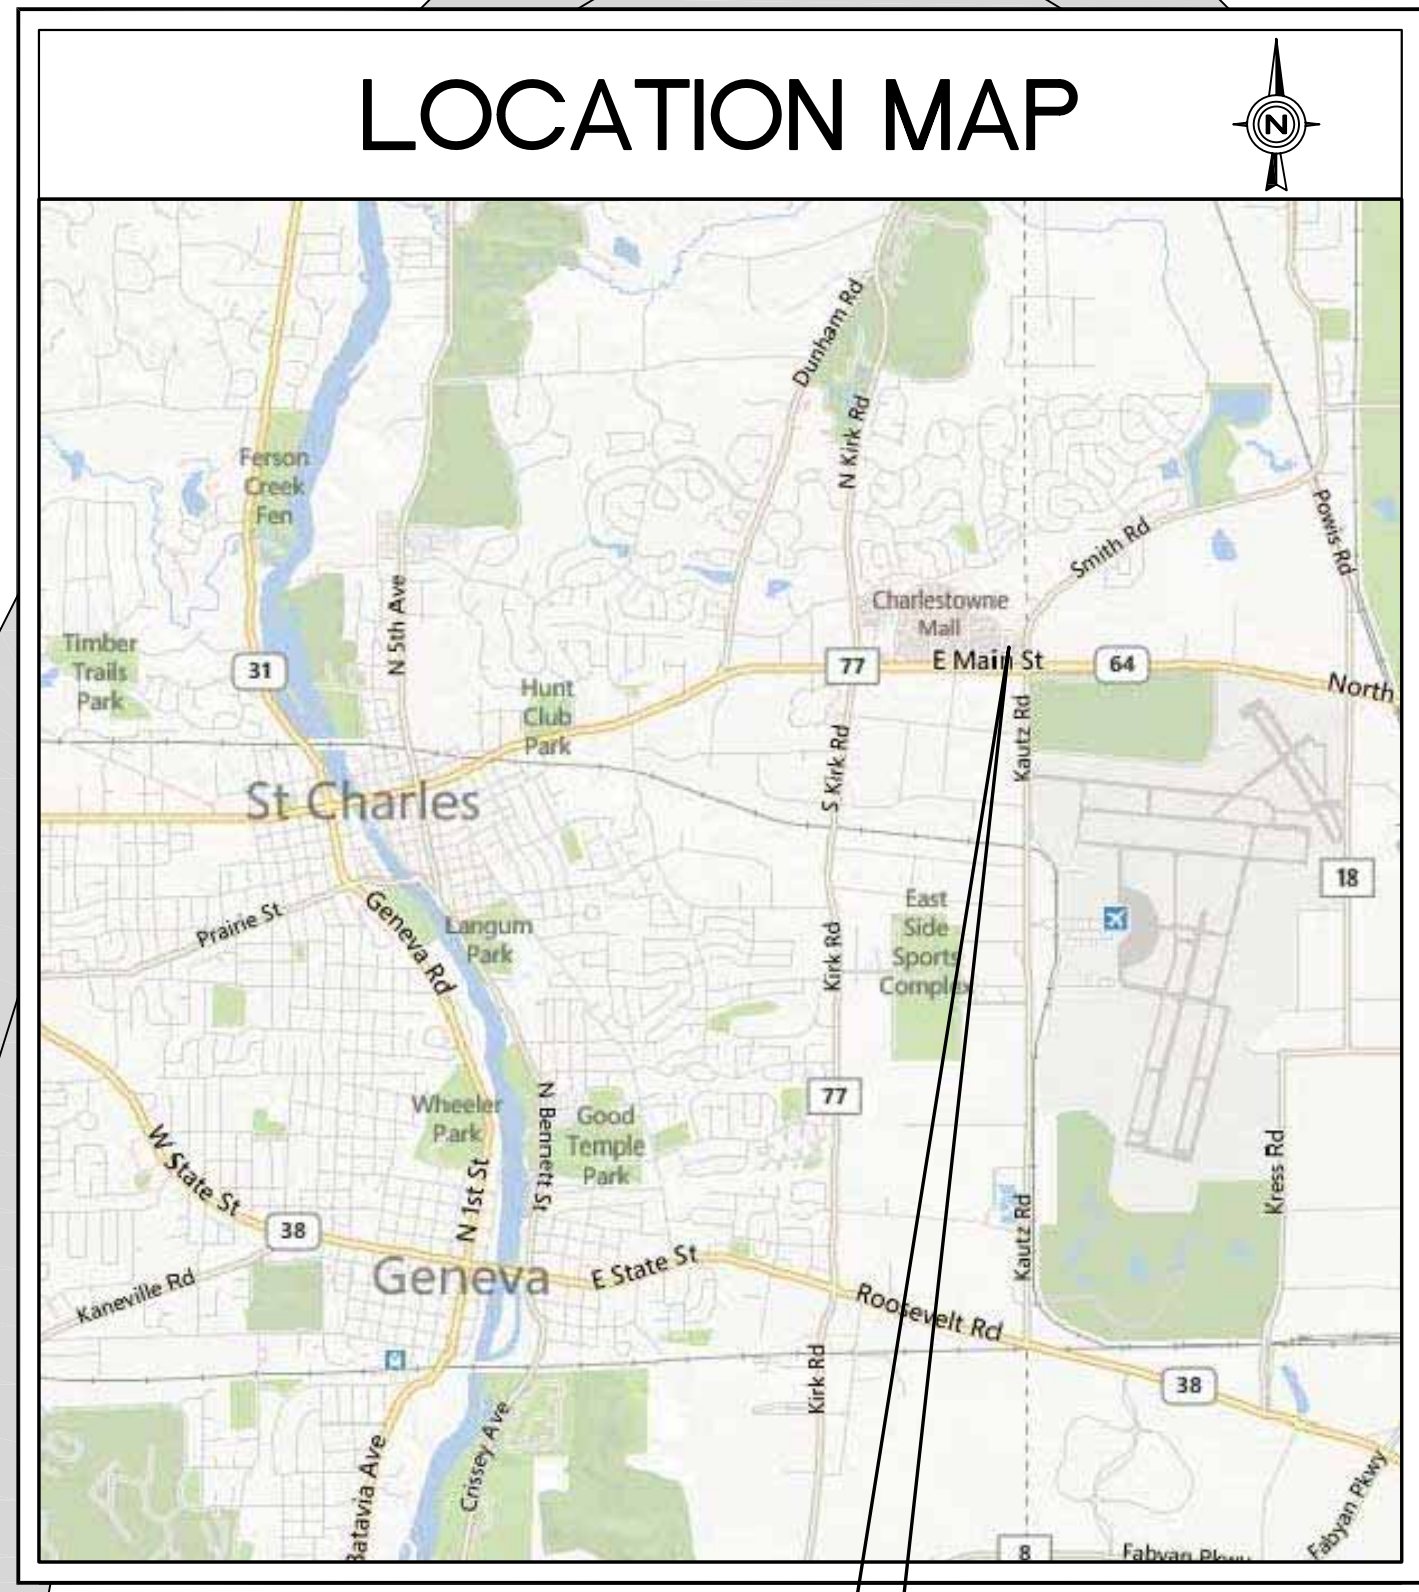 LOCATION MAP
N
Dunham Rd
N Kirk Rd
Ferson
Creek
Fen
Powis Rd
Smith Rd
N 5th Ave
Charlestowne
Mall
Timber
Trails
Park
31
77
E Main St
64
North
Hunt
Club
Park
Kautz Rd
S Kirk Rd
St Charles
18
Geneva Rd
Prairie St
Langum
Park
East
Side
Sports
Complex
Kirk Rd
77
Wheeler
Park
N Bennett St
Good
Temple
Park
W State St
N 1st St
Kress Rd
38
Kautz Rd
Geneva
E State St
Kaneville Rd
Roosevelt Rd
Kirk Rd
38
Crissey Ave
Batavia Ave
Fabyan Pkwy
8
Fabyan Pkwy